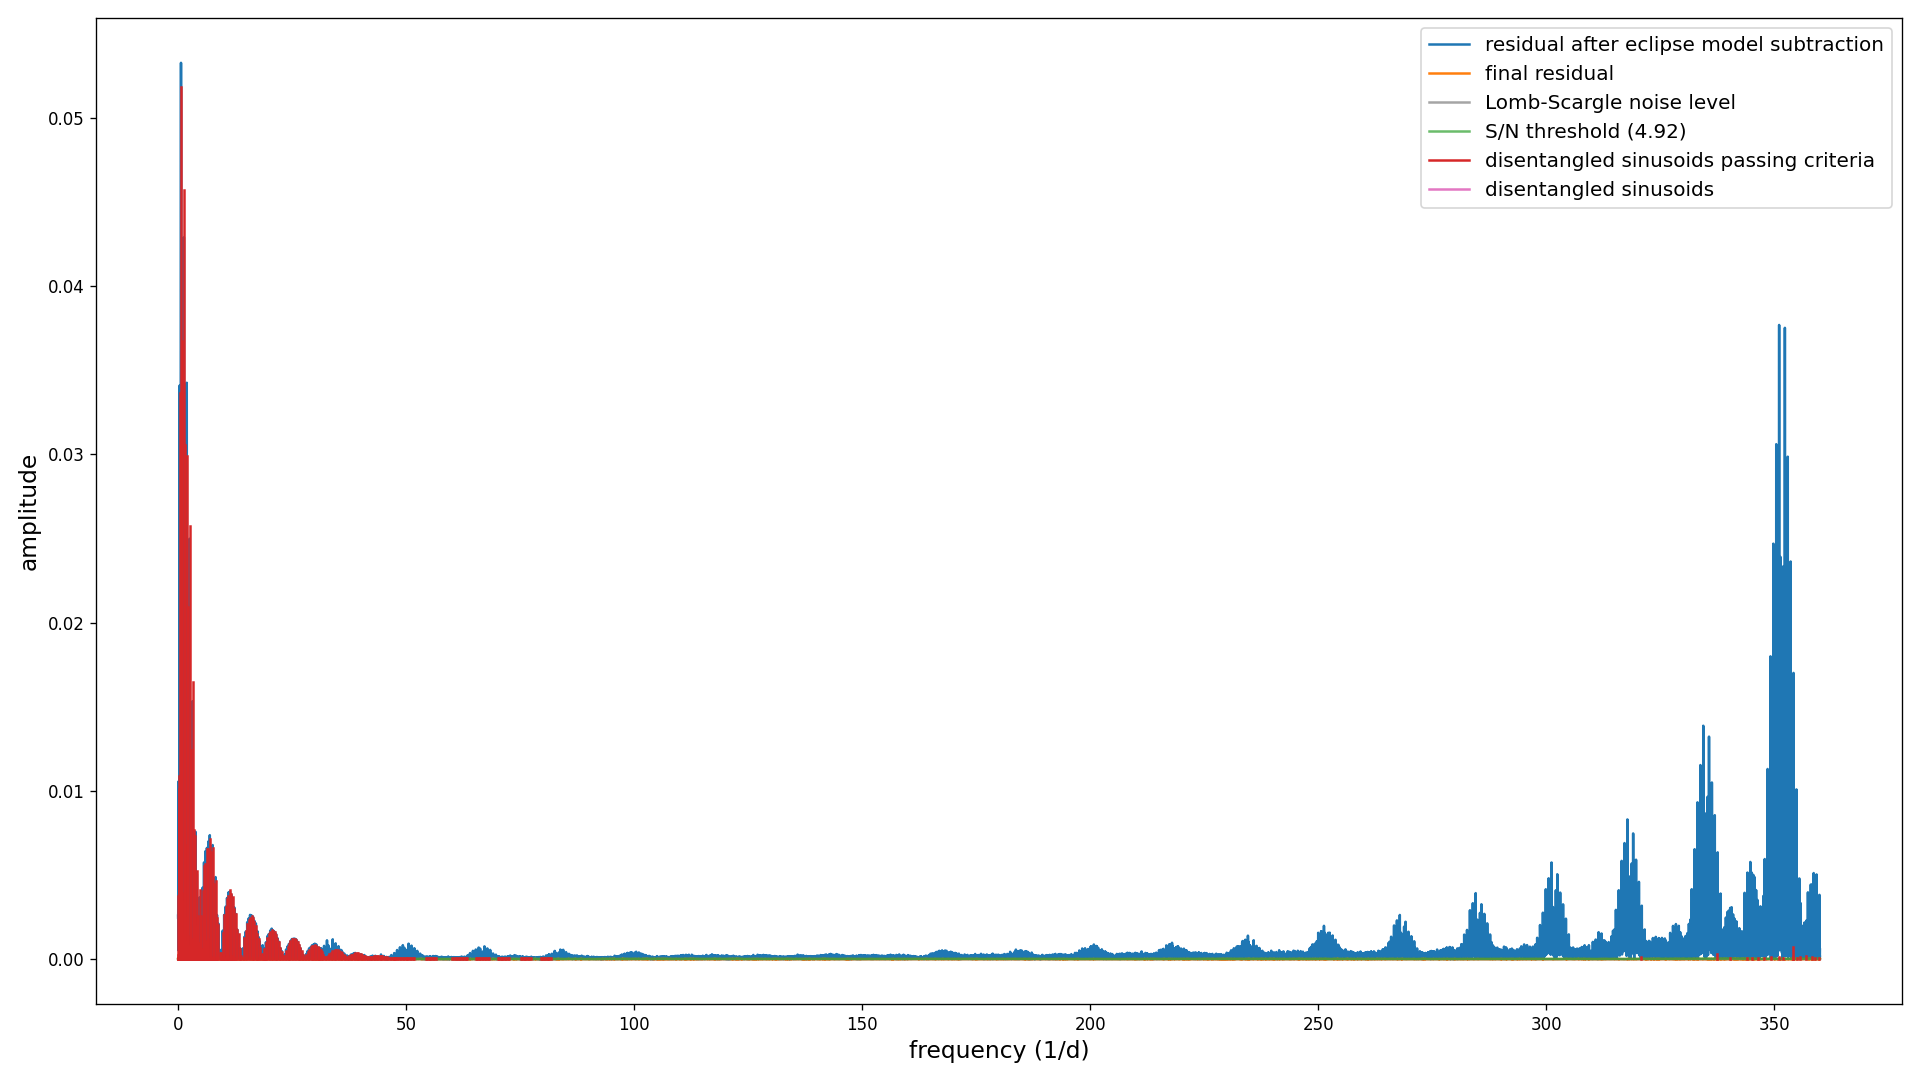 residual after eclipse model subtraction
final residual
Lomb-Scargle noise level
S/N threshold (4.92)
disentangled sinusoids passing criteria
disentangled sinusoids
amplitude
0.05
0.04
0.03
0.02
0.01
0.00
0 50 100 150 200 250 300 350
frequency (1/d)